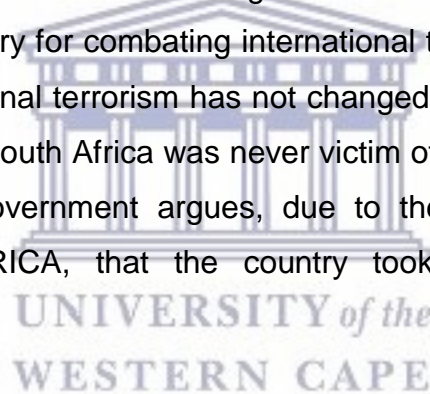 ry for combating international t
nal terrorism has not changed
outh Africa was never victim o
overnment argues, due to the
RICA, that the country took
UNIVERSITY of the
WESTERN CAPE